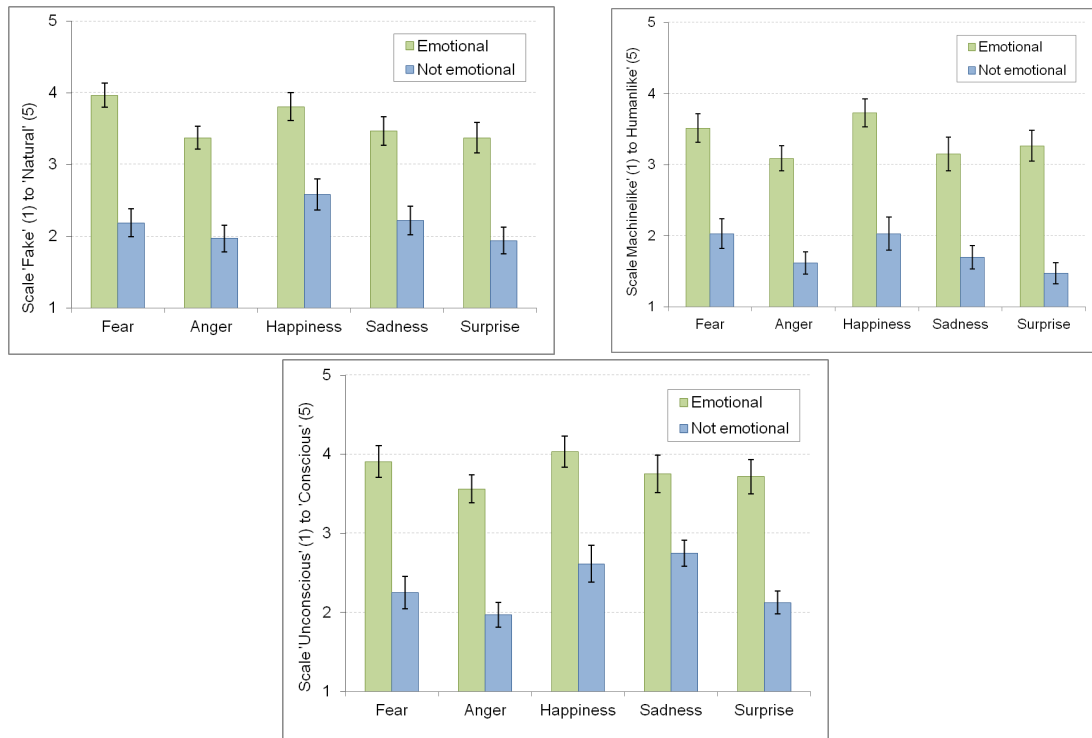 Scale 'Fake' (1) to 'Natural' (5)
5
4
3
2
1
Emotional
Not emotional
Fear Anger Happiness Sadness Surprise
Scale Machinelike' (1) to Humanlike' (5)
5
4
3
2
1
Emotional
Not emotional
Fear Anger Happiness Sadness Surprise
Scale 'Unconscious' (1) to 'Conscious' (5)
5
4
3
2
1
Emotional
Not emotional
Fear Anger Happiness Sadness Surprise